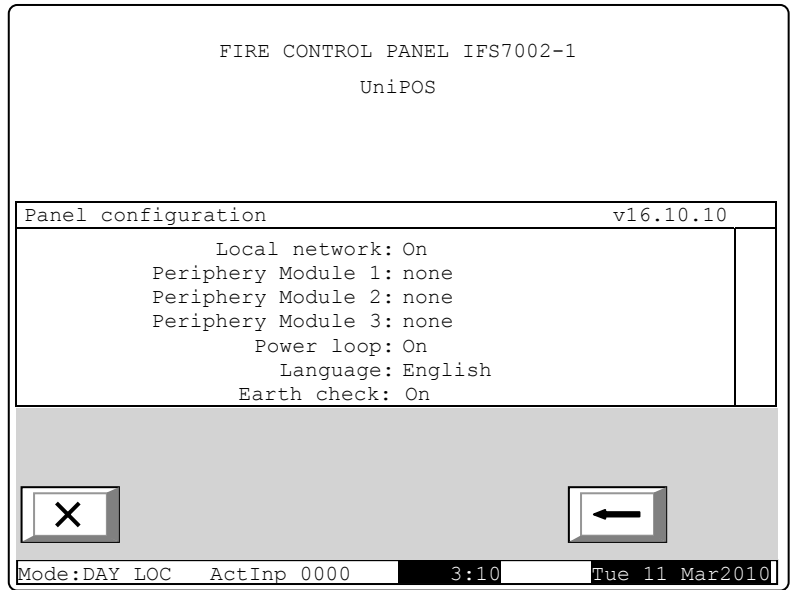 FIRE CONTROL PANEL IFS7002-1
UniPOS
Panel configuration v16.10.10
Local network: On
Periphery Module 1: none
Periphery Module 2: none
Periphery Module 3: none
Power loop: On
Language: English
Earth check: On
Mode:DAY LOC ActInp 0000 3:10 Tue 11 Mar2010